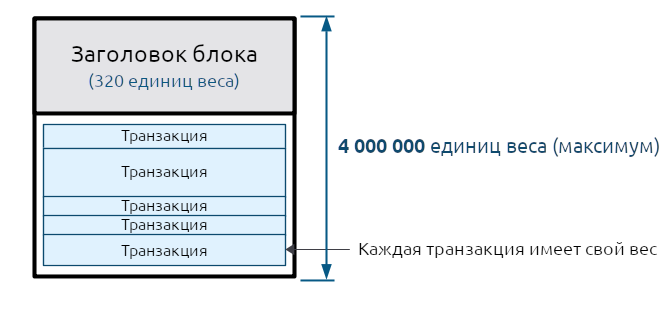 Заголовок блока
(320 единиц веса)
Транзакция
Транзакция
4 000 000 единиц веса (максимум)
Транзакция
Транзакция
Транзакция
Каждая транзакция имеет свой вес